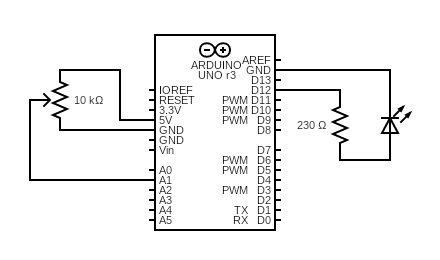 ARDUINO
UNO r3
AREF
GND
D13
IOREF D12
RESET PWM D11
3.3V PWM D10
5V PWM D9
GND D8
GND
Vin D7
PWM D6
A0 PWM D5
A1 D4
A2 PWM D3
A3 D2
A4 TX D1
A5 RX D0
10 kΩ
230 Ω